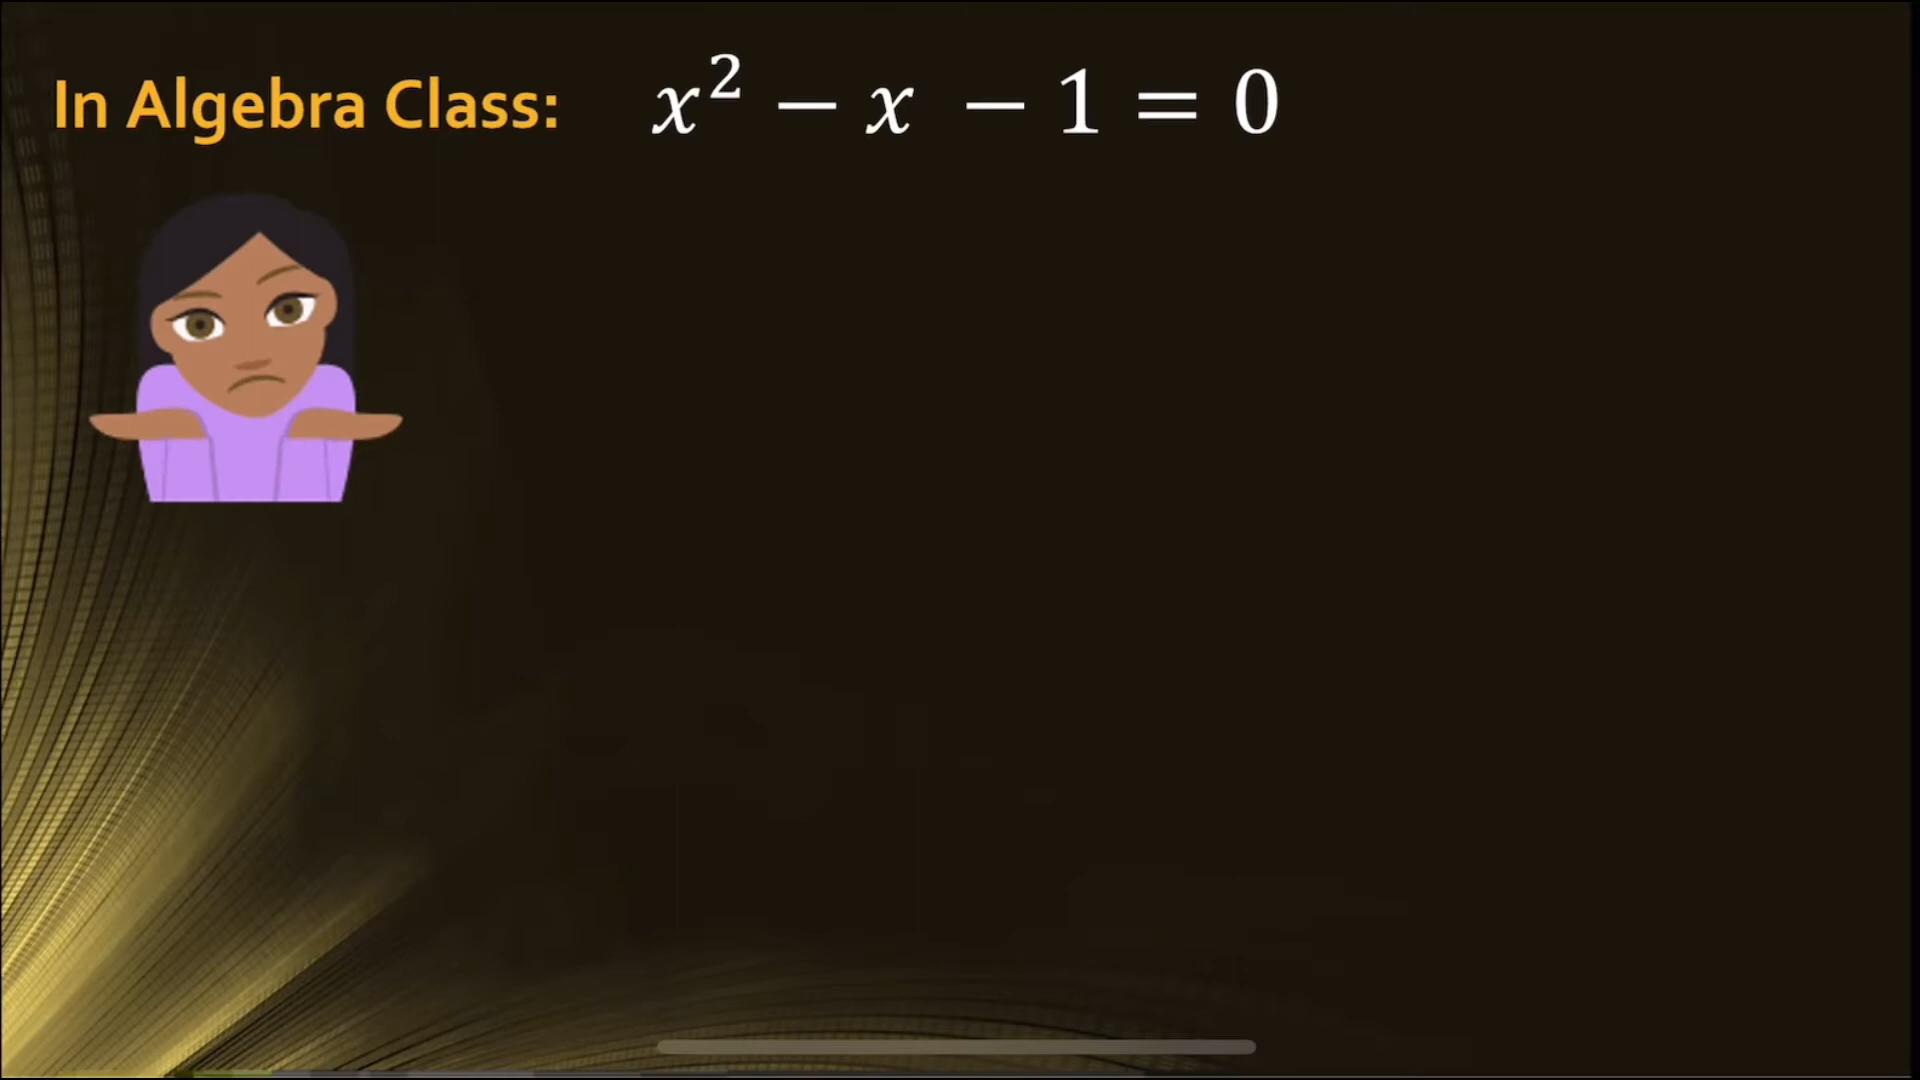 In Algebra Class: x² − x − 1 = 0